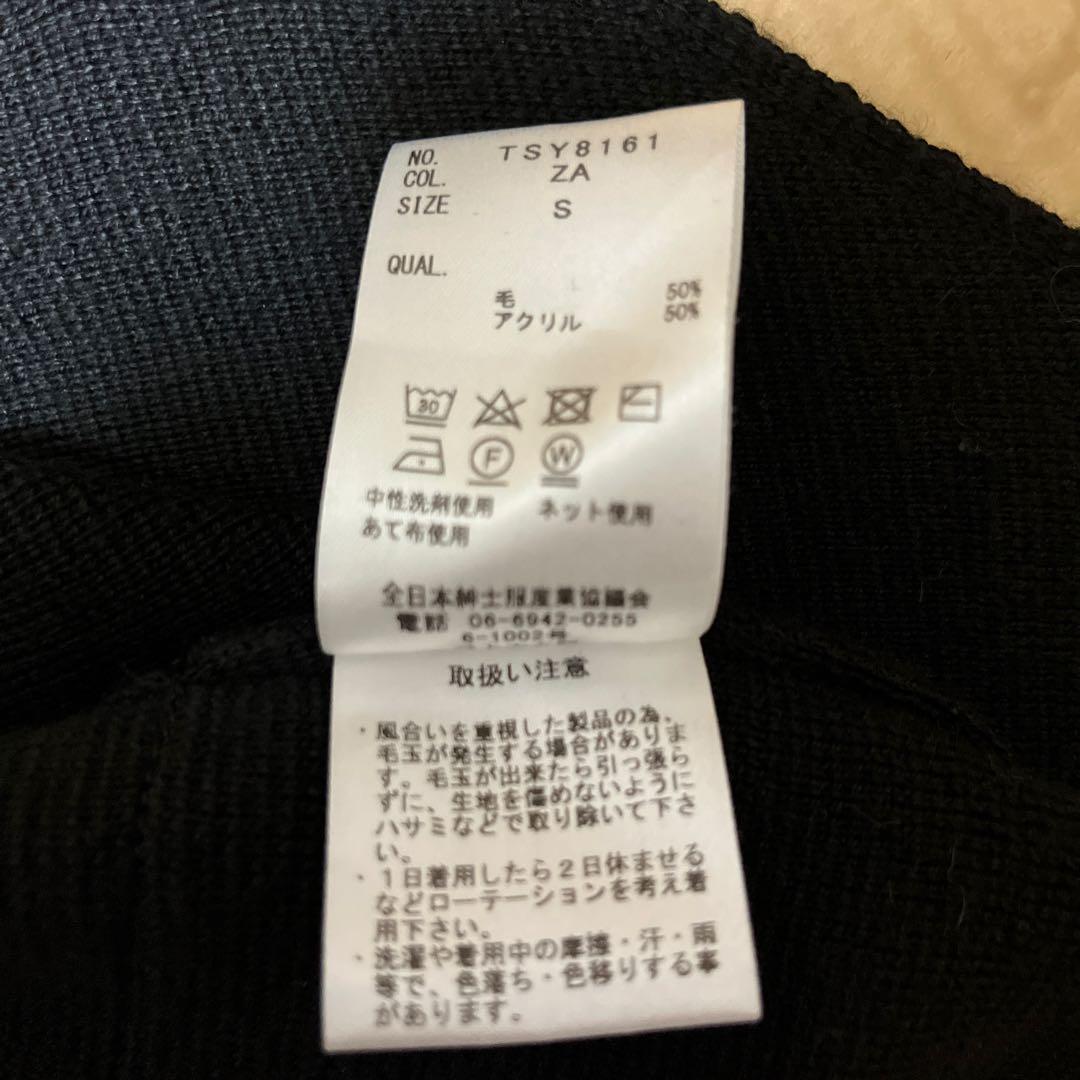 NO. TSY8161
COL. ZA
SIZE S
QUAL.
毛 50%
アクリル 50%
30
F W
中性洗剤使用 ネット使用
あて布使用
全日本紳士服産業協議会
電話 06-6942-0255
6-1002号
取扱い注意
・風合いを重視した製品の為、
毛玉が発生する場合がありま
す。毛玉が出来たら引っ張ら
ずに、生地を傷めないように
ハサミなどで取り除いて下さ
い。
・1日着用したら2日休ませる
などローテーションを考え着
用下さい。
・洗濯や着用中の摩擦・汗・雨
等で、色落ち・色移りする事
があります。